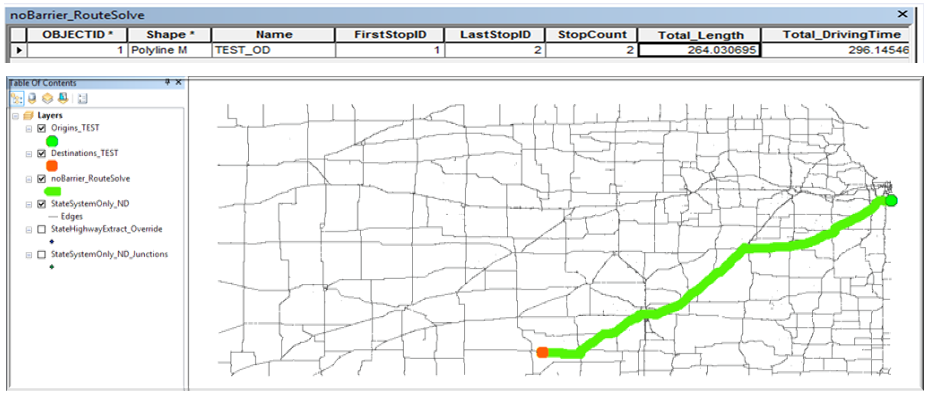 noBarrier_RouteSolve
OBJECTID * Shape * Name FirstStopID LastStopID StopCount Total_Length Total_DrivingTime
1 Polyline M TEST_OD 1 2 2 264.030695 296.14546
Table Of Contents
Layers
Origins_TEST
Destinations_TEST
noBarrier_RouteSolve
StateSystemOnly_ND
Edges
StateHighwayExtract_Override
StateSystemOnly_ND_Junctions